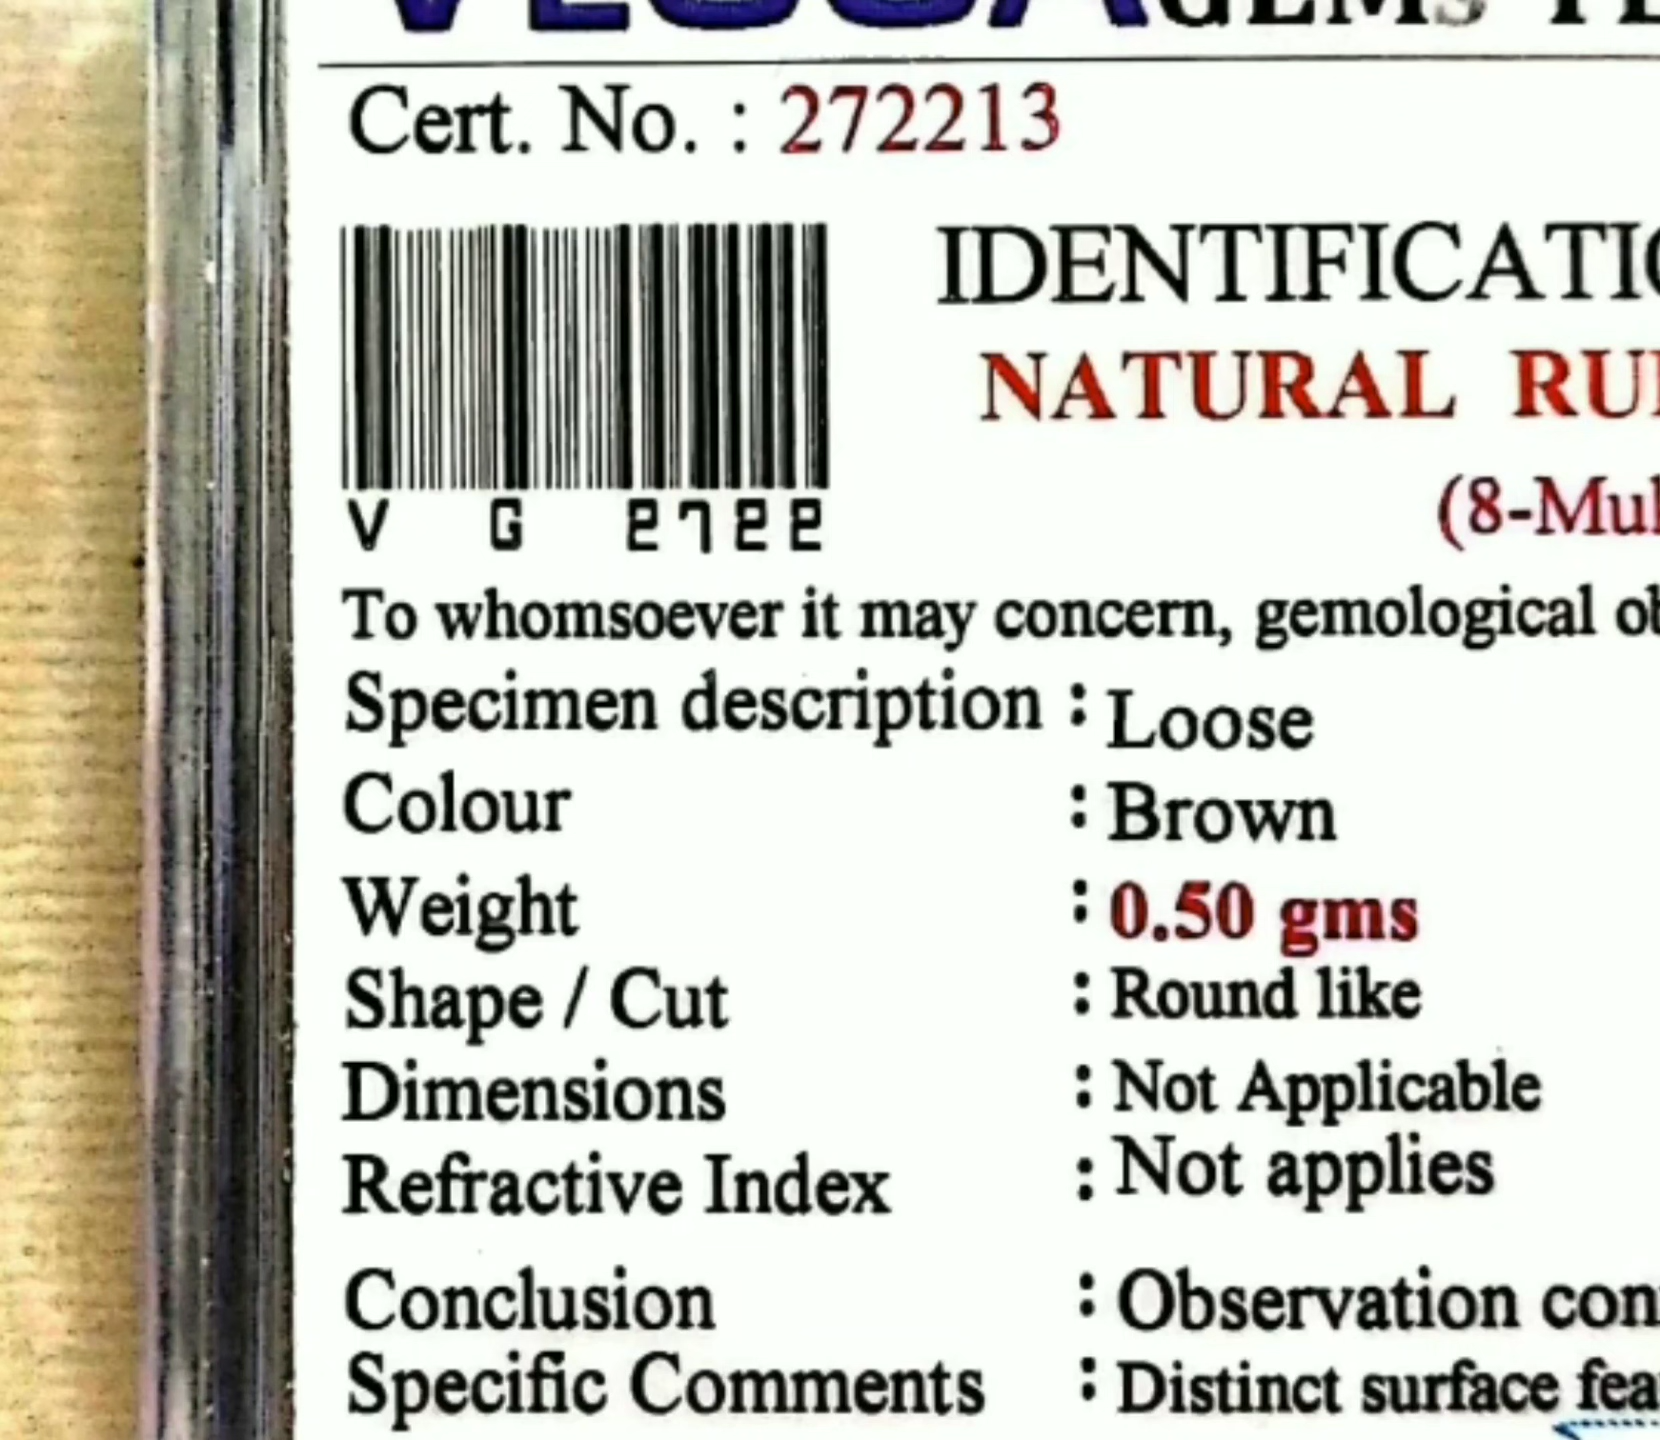 Cert. No. : 272213
IDENTIFICATIO
NATURAL RU
(8-Mul
V G 2722
To whomsoever it may concern, gemological ob
Specimen description : Loose
Colour : Brown
Weight : 0.50 gms
Shape / Cut : Round like
Dimensions : Not Applicable
Refractive Index : Not applies
Conclusion : Observation con
Specific Comments : Distinct surface fea